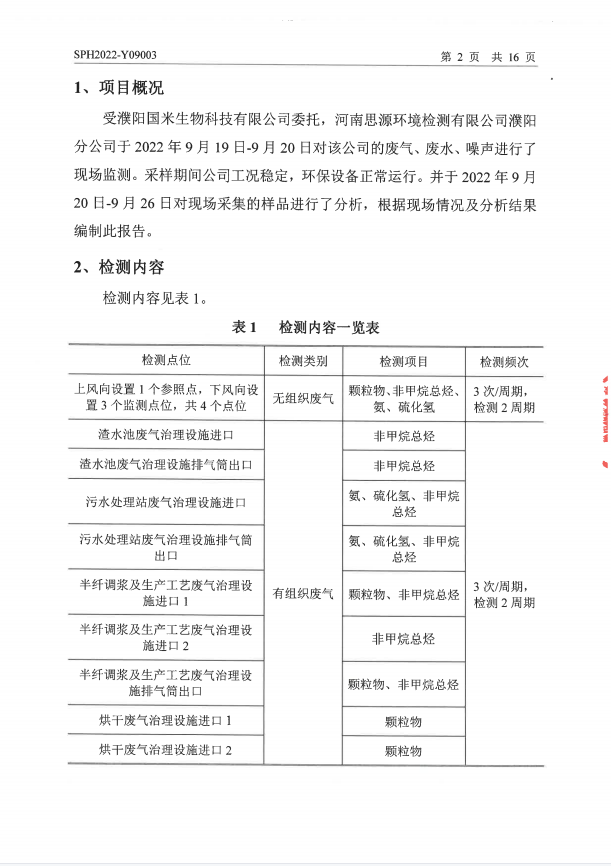 SPH2022-Y09003 第 2 页 共 16 页
1、项目概况
受濮阳国米生物科技有限公司委托，河南思源环境检测有限公司濮阳
分公司于 2022 年 9 月 19 日-9 月 20 日对该公司的废气、废水、噪声进行了
现场监测。采样期间公司工况稳定，环保设备正常运行。并于 2022 年 9 月
20 日-9 月 26 日对现场采集的样品进行了分析，根据现场情况及分析结果
编制此报告。
2、检测内容
检测内容见表 1。
表 1 检测内容一览表
检测点位 检测类别 检测项目 检测频次
上风向设置 1 个参照点，下风向设
置 3 个监测点位，共 4 个点位
无组织废气
颗粒物、非甲烷总烃、
氨、硫化氢
3 次/周期，
检测 2 周期
渣水池废气治理设施进口 非甲烷总烃
渣水池废气治理设施排气筒出口 非甲烷总烃
污水处理站废气治理设施进口
氨、硫化氢、非甲烷
总烃
污水处理站废气治理设施排气筒
出口
氨、硫化氢、非甲烷
总烃
半纤调浆及生产工艺废气治理设
施进口 1
有组织废气
颗粒物、非甲烷总烃
3 次/周期，
检测 2 周期
半纤调浆及生产工艺废气治理设
施进口 2
非甲烷总烃
半纤调浆及生产工艺废气治理设
施排气筒出口
颗粒物、非甲烷总烃
烘干废气治理设施进口 1 颗粒物
烘干废气治理设施进口 2 颗粒物